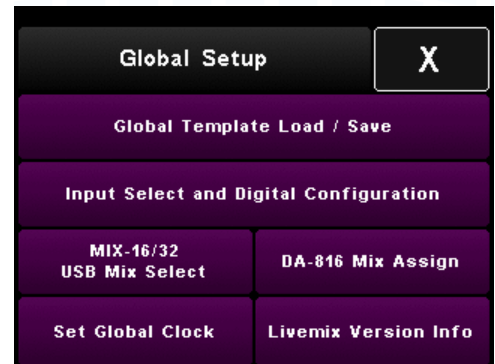 Global Setup
X
Global Template Load / Save
Input Select and Digital Configuration
MIX-16/32
USB Mix Select
DA-816 Mix Assign
Set Global Clock
Livemix Version Info